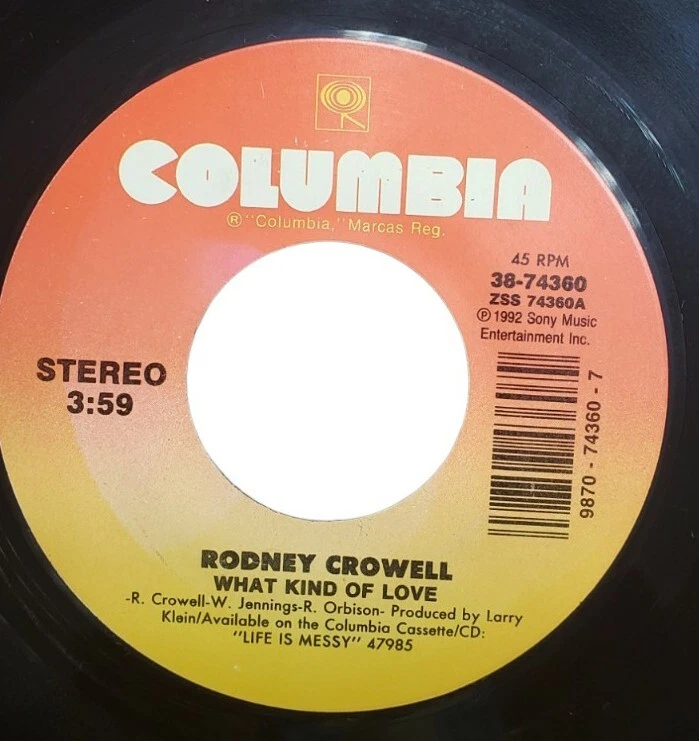 COLUMBIA
® "Columbia," Marcas Reg.
45 RPM
38-74360
ZSS 74360A
℗ 1992 Sony Music
Entertainment Inc.
STEREO
3:59
9870 - 74360 - 7
RODNEY CROWELL
WHAT KIND OF LOVE
-R. Crowell-W. Jennings-R. Orbison- Produced by Larry
Klein/Available on the Columbia Cassette/CD:
"LIFE IS MESSY" 47985